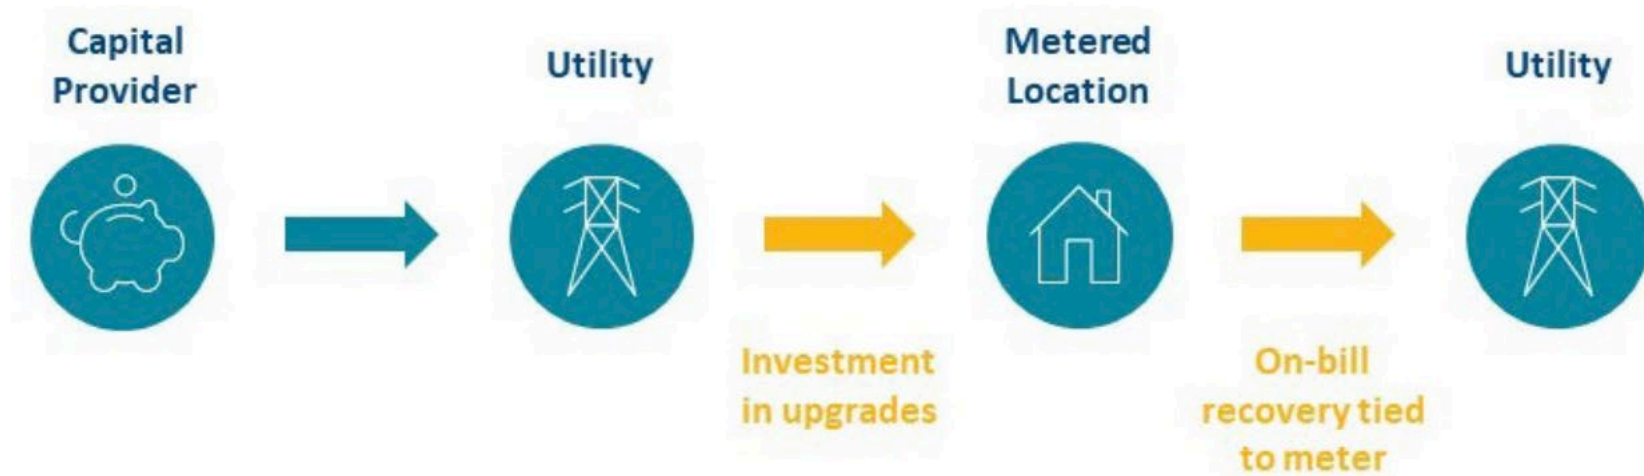 Capital
Provider
Utility
Metered
Location
Utility
Investment
in upgrades
On-bill
recovery tied
to meter